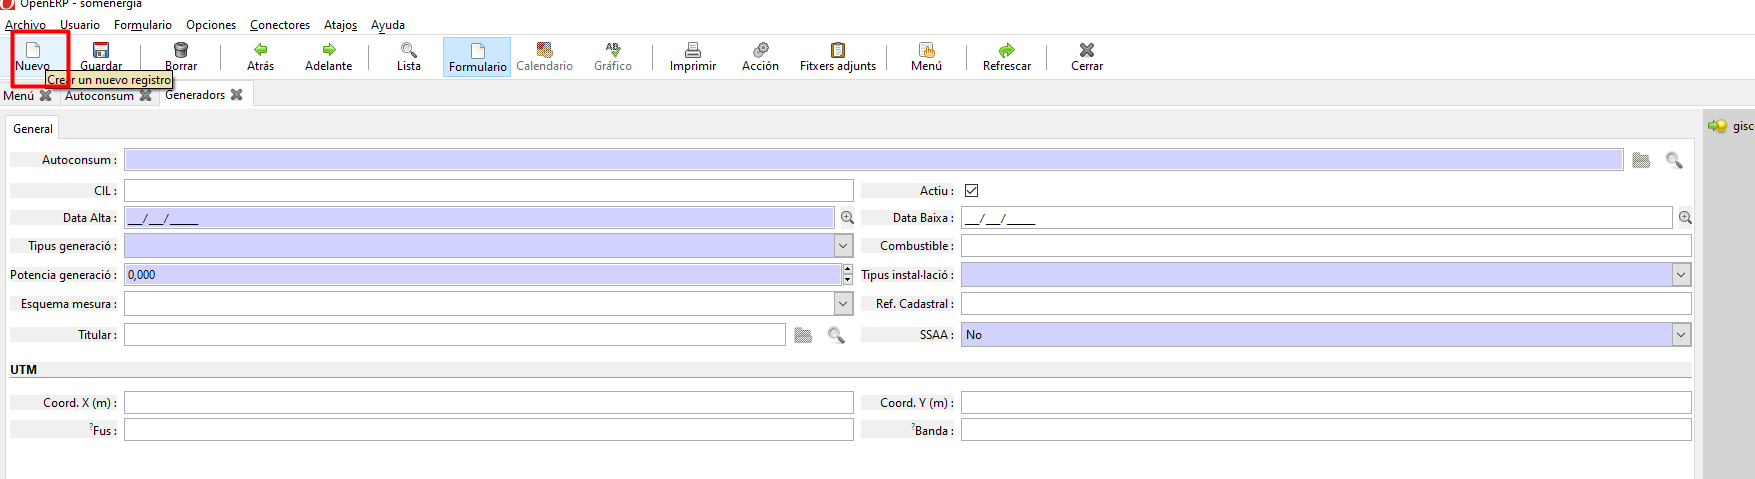 OpenERP - somenergia
Archivo Usuario Formulario Opciones Conectores Atajos Ayuda
Nuevo Guardar Borrar Atrás Adelante Lista Formulario Calendario Gráfico Imprimir Acción Fitxers adjunts Menú Refrescar Cerrar
Crear un nuevo registro
Menú Autoconsum Generadors
General
gisc
Autoconsum :
CIL : Actiu :
Data Alta : __/__/____ Data Baixa : __/__/____
Tipus generació : Combustible :
Potencia generació : 0,000 Tipus instal·lació :
Esquema mesura : Ref. Cadastral :
Titular : SSAA : No
UTM
Coord. X (m) : Coord. Y (m) :
?Fus : ?Banda :